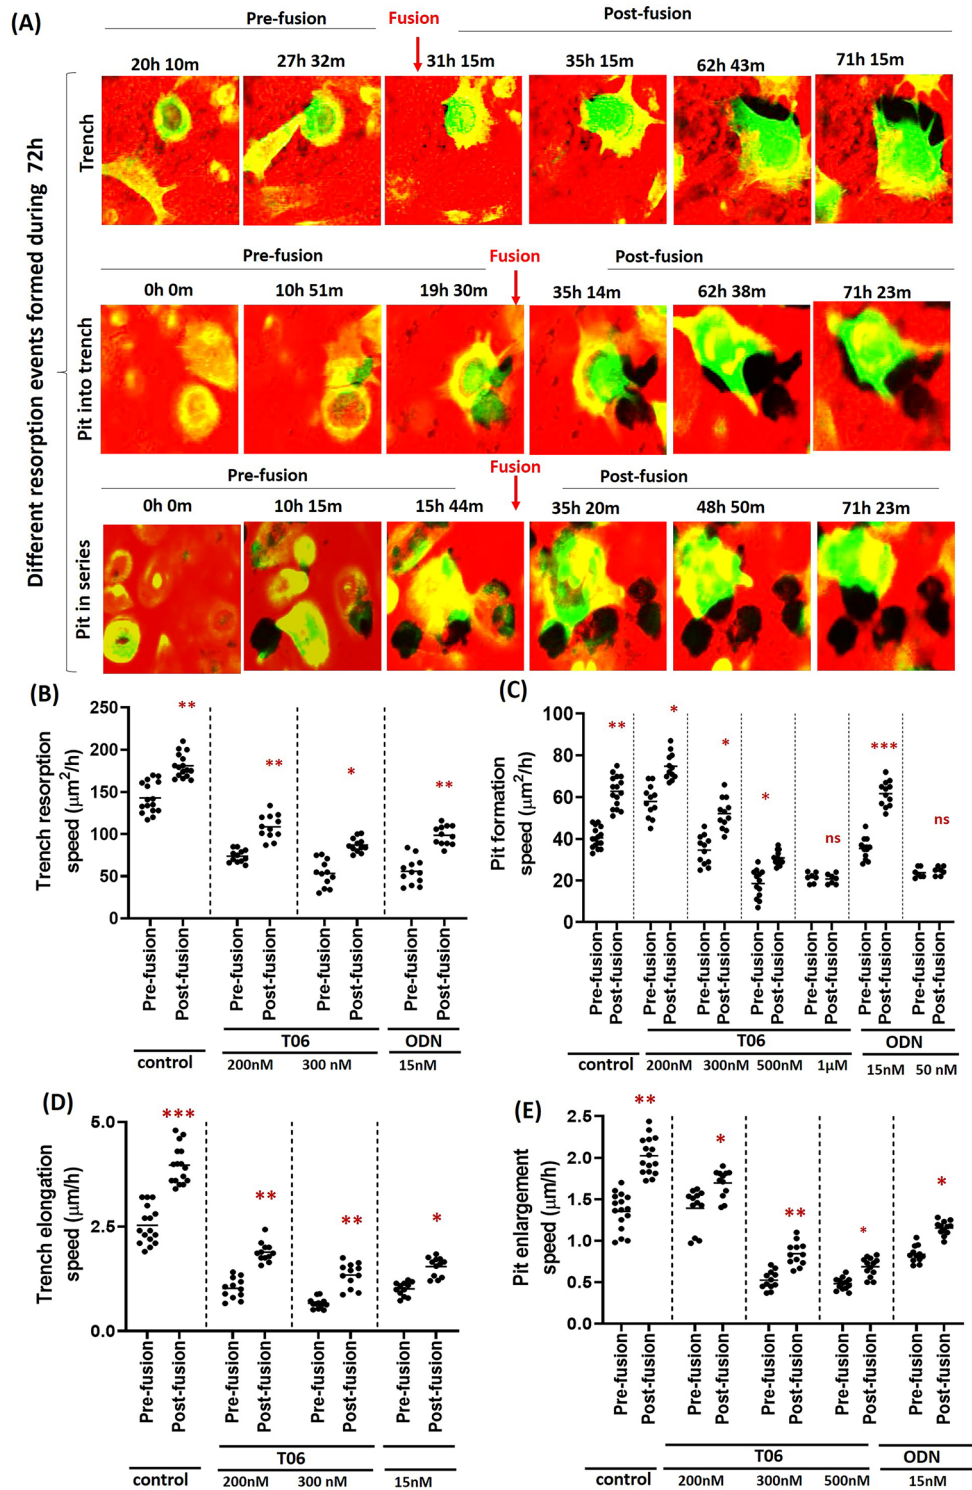 (A)
Pre-fusion Fusion Post-fusion
20h 10m 27h 32m 31h 15m 35h 15m 62h 43m 71h 15m
Different resorption events formed during 72h
Trench
Pre-fusion Fusion Post-fusion
0h 0m 10h 51m 19h 30m 35h 14m 62h 38m 71h 23m
Pit into trench
Pre-fusion Fusion Post-fusion
0h 0m 10h 15m 15h 44m 35h 20m 48h 50m 71h 23m
Pit in series
(B)
Trench resorption
speed (μm²/h)
250
200
150
100
50
0
** ** * **
Pre-fusion Post-fusion Pre-fusion Post-fusion Pre-fusion Post-fusion Pre-fusion Post-fusion
control T06 ODN
200nM 300 nM 15nM
(C)
Pit formation
speed (μm²/h)
100
80
60
40
20
0
** * * * ns *** ns
Pre-fusion Post-fusion Pre-fusion Post-fusion Pre-fusion Post-fusion Pre-fusion Post-fusion Pre-fusion Post-fusion Pre-fusion Post-fusion Pre-fusion Post-fusion
control T06 ODN
200nM 300nM 500nM 1μM 15nM 50 nM
(D)
Trench elongation
speed (μm/h)
5.0
2.5
0.0
*** ** ** *
Pre-fusion Post-fusion Pre-fusion Post-fusion Pre-fusion Post-fusion Pre-fusion Post-fusion
T06
control 200nM 300 nM 15nM
(E)
Pit enlargement
speed (μm/h)
2.5
2.0
1.5
1.0
0.5
0.0
** * ** * *
Pre-fusion Post-fusion Pre-fusion Post-fusion Pre-fusion Post-fusion Pre-fusion Post-fusion Pre-fusion Post-fusion
T06 ODN
control 200nM 300nM 500nM 15nM